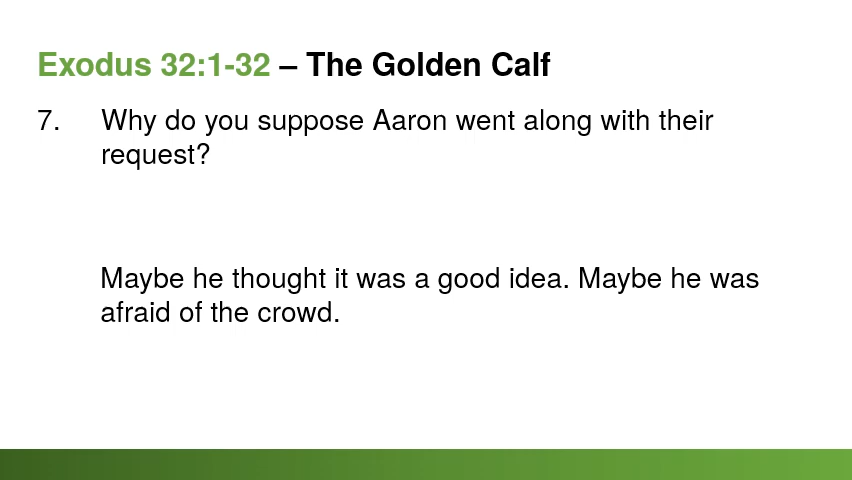 Exodus 32:1-32 – The Golden Calf
7. Why do you suppose Aaron went along with their
request?
Maybe he thought it was a good idea. Maybe he was
afraid of the crowd.